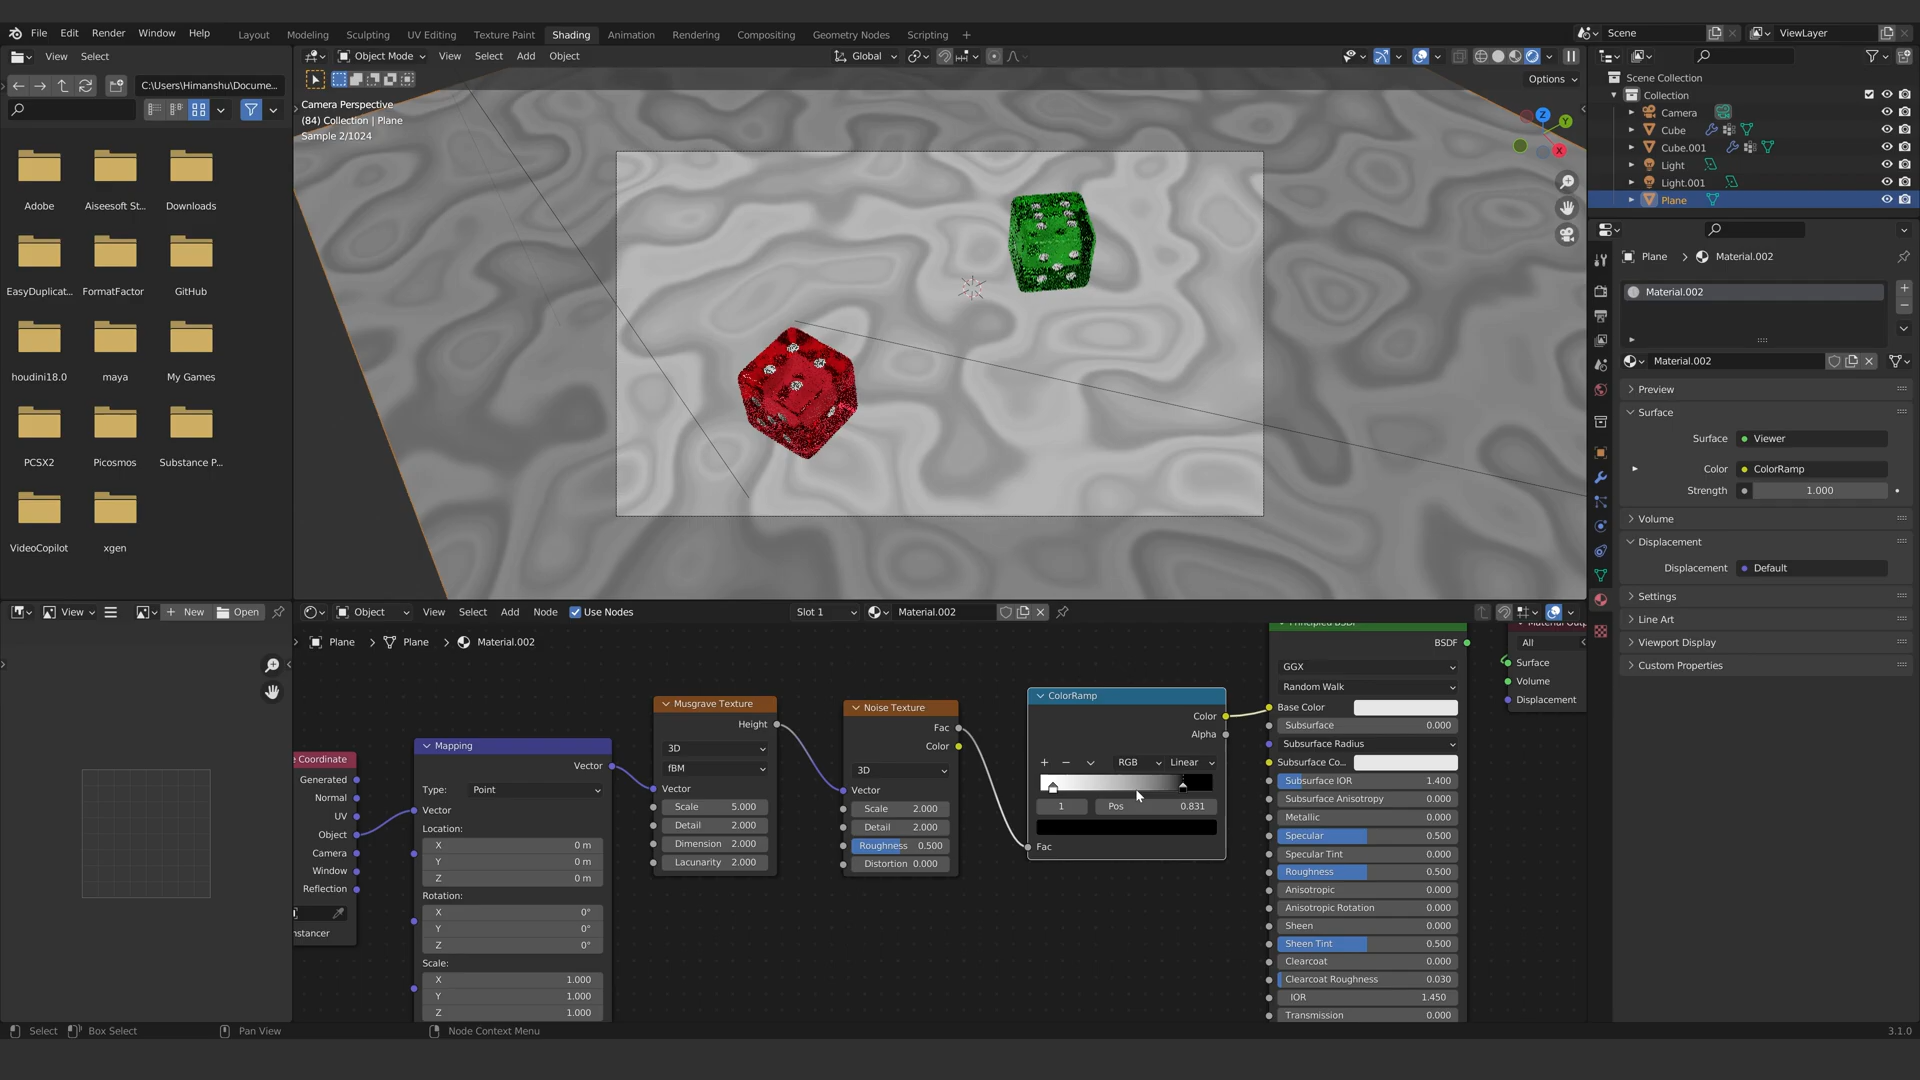 File Edit Render Window Help
Layout Modeling Sculpting UV Editing Texture Paint Shading Animation Rendering Compositing Geometry Nodes Scripting +
Scene
ViewLayer
View Select
Object Mode View Select Add Object
Global
C:\Users\Himanshu\Docume...
Options
Camera Perspective
(84) Collection | Plane
Sample 2/1024
Z
Y
X
Adobe
Aiseesoft St...
Downloads
EasyDuplicat...
FormatFactor
GitHub
houdini18.0
maya
My Games
PCSX2
Picosmos
Substance P...
VideoCopilot
xgen
Scene Collection
Collection
Camera
Cube
Cube.001
Light
Light.001
Plane
Plane > Material.002
Material.002
Material.002
Preview
Surface
Surface Viewer
Color ColorRamp
Strength 1.000
Volume
Displacement
Displacement Default
Settings
Line Art
Viewport Display
Custom Properties
View
New
Open
Object View Select Add Node Use Nodes
Slot 1
Material.002
Plane > Plane > Material.002
e Coordinate
Generated
Normal
UV
Object
Camera
Window
Reflection
nstancer
Mapping
Vector
Type: Point
Vector
Location:
X 0 m
Y 0 m
Z 0 m
Rotation:
X 0°
Y 0°
Z 0°
Scale:
X 1.000
Y 1.000
Z 1.000
Musgrave Texture
Height
3D
fBM
Vector
Scale 5.000
Detail 2.000
Dimension 2.000
Lacunarity 2.000
Noise Texture
Fac
Color
3D
Vector
Scale 2.000
Detail 2.000
Roughness 0.500
Distortion 0.000
ColorRamp
Color
Alpha
RGB Linear
1 Pos 0.831
Fac
Principled BSDF
BSDF
GGX
Random Walk
Base Color
Subsurface 0.000
Subsurface Radius
Subsurface Co...
Subsurface IOR 1.400
Subsurface Anisotropy 0.000
Metallic 0.000
Specular 0.500
Specular Tint 0.000
Roughness 0.500
Anisotropic 0.000
Anisotropic Rotation 0.000
Sheen 0.000
Sheen Tint 0.500
Clearcoat 0.000
Clearcoat Roughness 0.030
IOR 1.450
Transmission 0.000
Material Outp
All
Surface
Volume
Displacement
Select
Box Select
Pan View
Node Context Menu
3.1.0